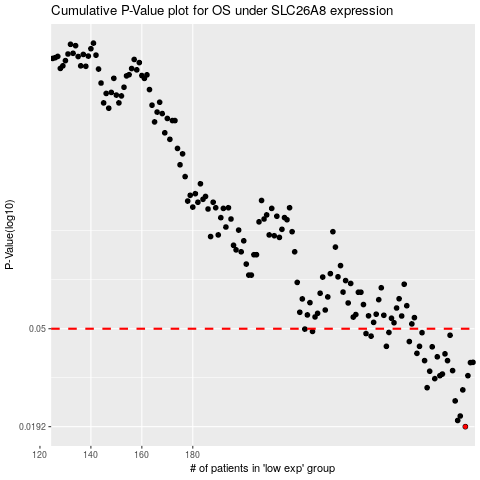 Cumulative P-Value plot for OS under SLC26A8 expression
P-Value(log10)
0.05
0.0192
120 140 160 180
# of patients in 'low exp' group